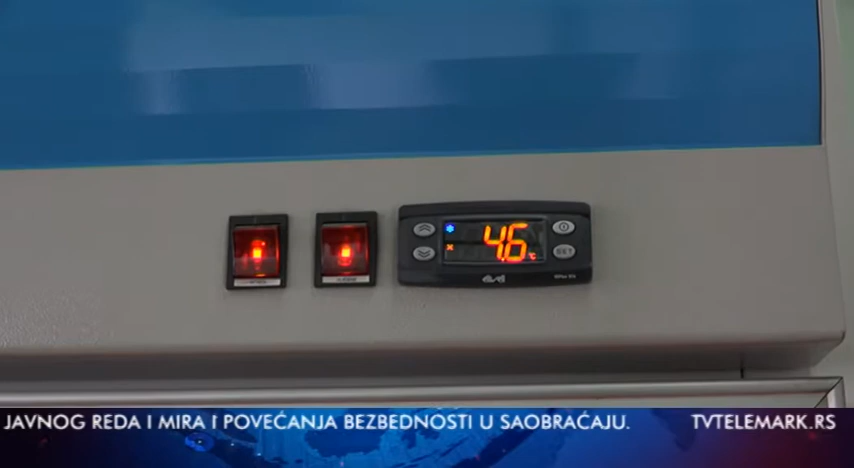 4.6 °C
SET
JAVNOG REDA I MIRA I POVEĆANJA BEZBEDNOSTI U SAOBRAĆAJU. TVTELEMARK.RS